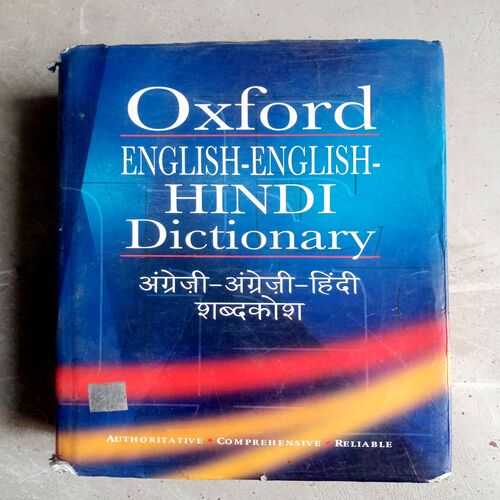 Oxford
ENGLISH-ENGLISH-
HINDI
Dictionary
अंग्रेज़ी–अंग्रेज़ी–हिंदी
शब्दकोश
AUTHORITATIVE • COMPREHENSIVE • RELIABLE